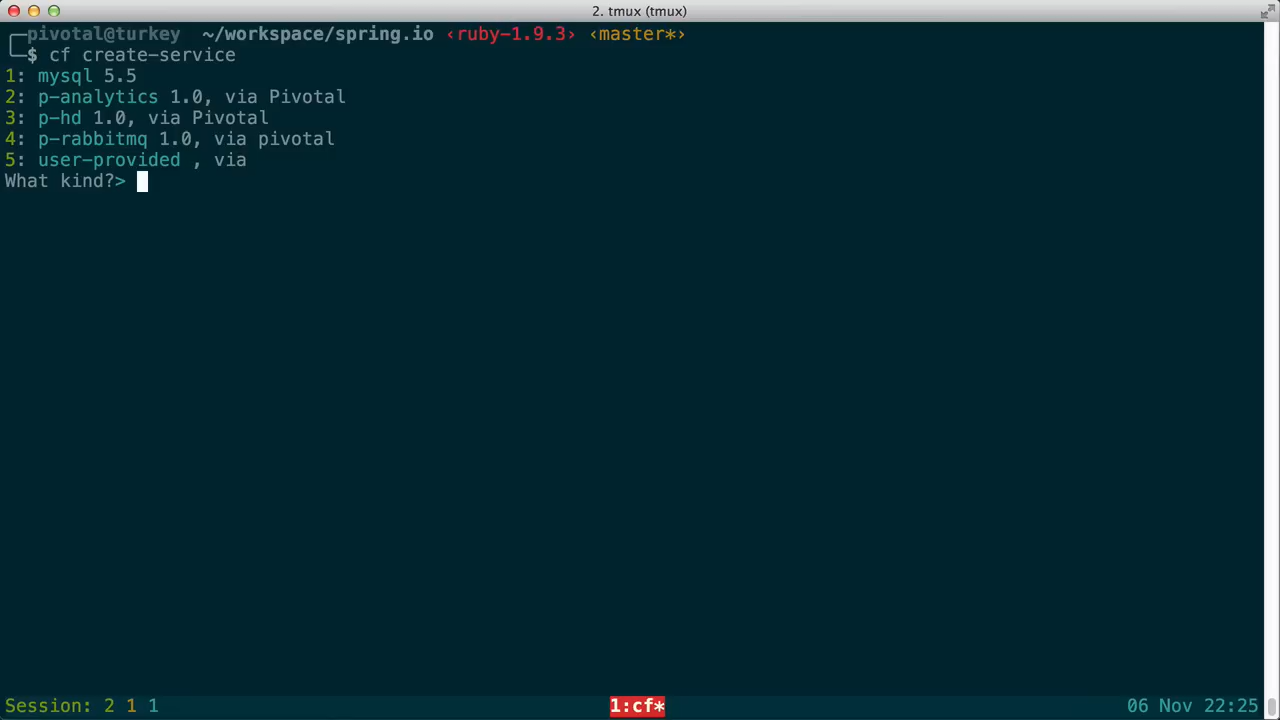 2. tmux (tmux)
pivotal@turkey ~/workspace/spring.io ‹ruby-1.9.3› ‹master*›
$ cf create-service
1: mysql 5.5
2: p-analytics 1.0, via Pivotal
3: p-hd 1.0, via Pivotal
4: p-rabbitmq 1.0, via pivotal
5: user-provided , via
What kind?>
Session: 2 1 1 1:cf* 06 Nov 22:25